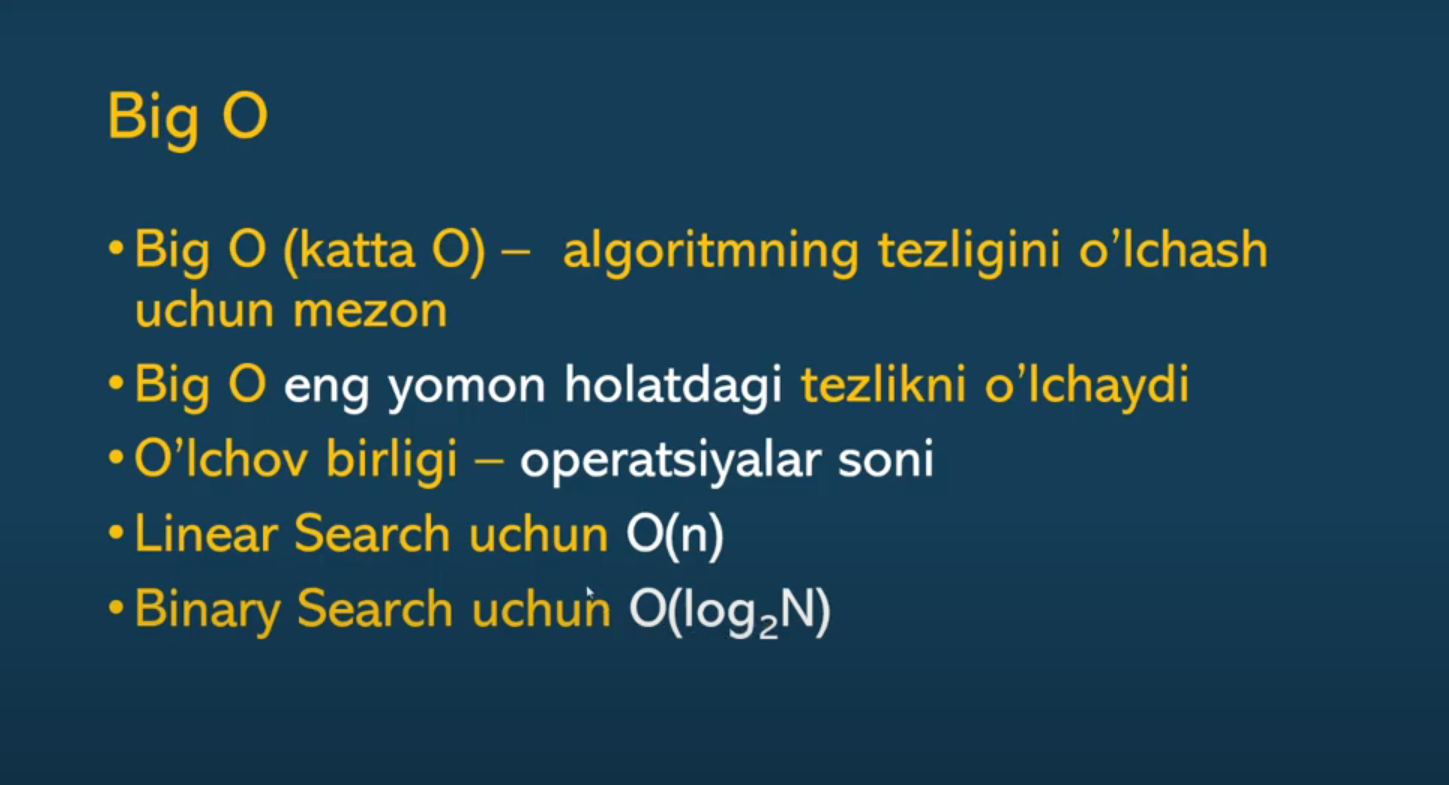 Big O
•Big O (katta O) – algoritmning tezligini o’lchash
uchun mezon
•Big O eng yomon holatdagi tezlikni o’lchaydi
•O’lchov birligi – operatsiyalar soni
•Linear Search uchun O(n)
•Binary Search uchun O(log₂N)